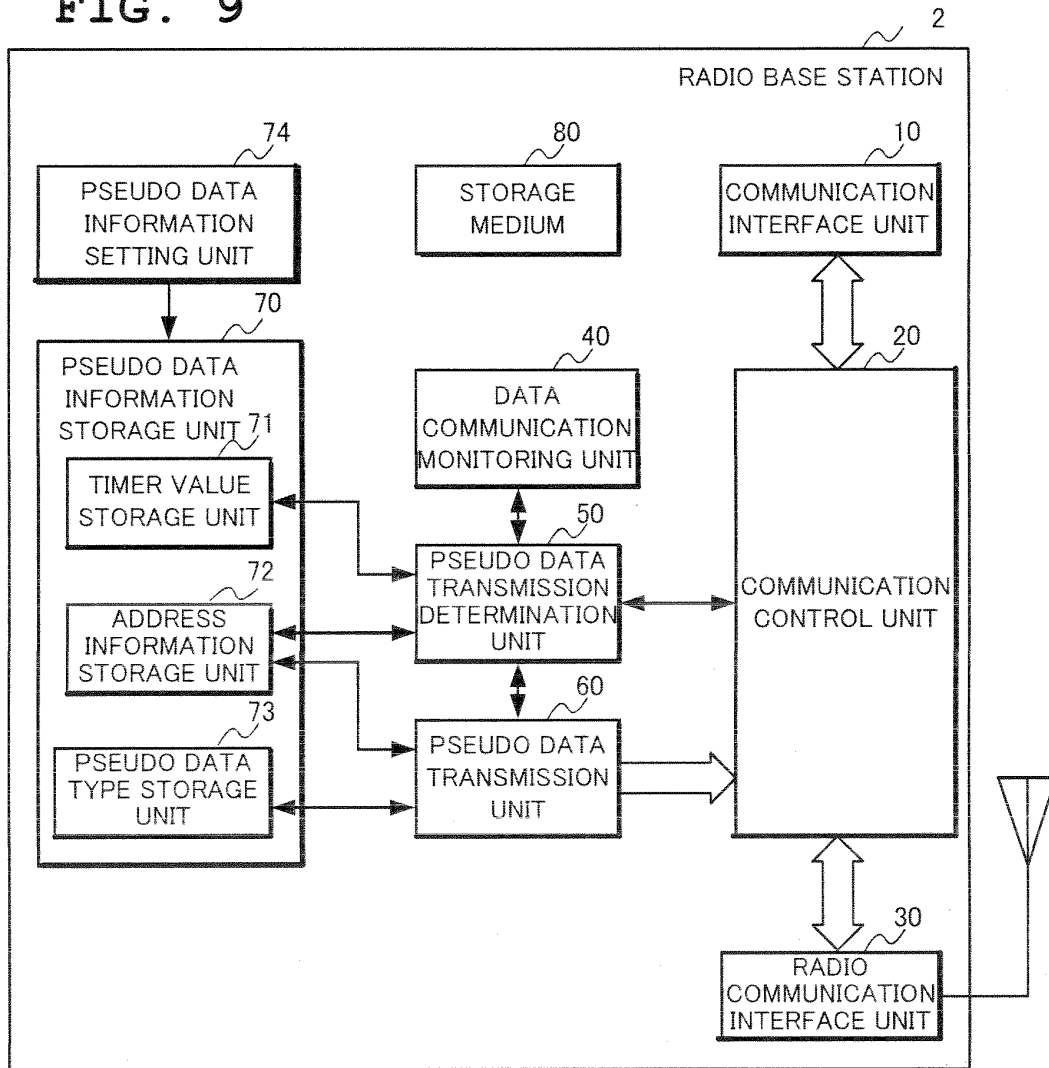 FIG. 9
2
RADIO BASE STATION
74
PSEUDO DATA
INFORMATION
SETTING UNIT
80
STORAGE
MEDIUM
10
COMMUNICATION
INTERFACE UNIT
70
PSEUDO DATA
INFORMATION
STORAGE UNIT
71
TIMER VALUE
STORAGE UNIT
72
ADDRESS
INFORMATION
STORAGE UNIT
73
PSEUDO DATA
TYPE STORAGE
UNIT
40
DATA
COMMUNICATION
MONITORING UNIT
50
PSEUDO DATA
TRANSMISSION
DETERMINATION
UNIT
60
PSEUDO DATA
TRANSMISSION
UNIT
20
COMMUNICATION
CONTROL UNIT
30
RADIO
COMMUNICATION
INTERFACE UNIT